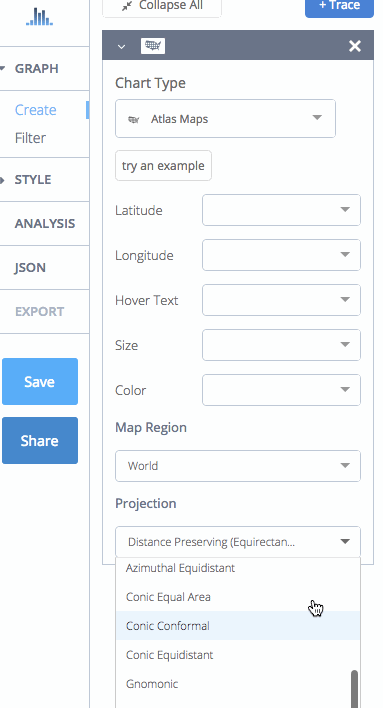 Collapse All
+ Trace
GRAPH
Create
Filter
STYLE
ANALYSIS
JSON
EXPORT
Save
Share
Chart Type
Atlas Maps
try an example
Latitude
Longitude
Hover Text
Size
Color
Map Region
World
Projection
Distance Preserving (Equirectan...
Azimuthal Equidistant
Conic Equal Area
Conic Conformal
Conic Equidistant
Gnomonic